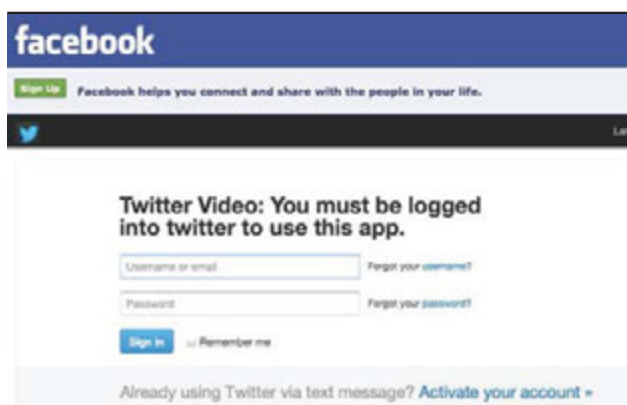 facebook
Sign Up Facebook helps you connect and share with the people in your life.
Twitter Video: You must be logged
into twitter to use this app.
Username or email Forgot your username?
Password Forgot your password?
Sign in Remember me
Already using Twitter via text message? Activate your account »